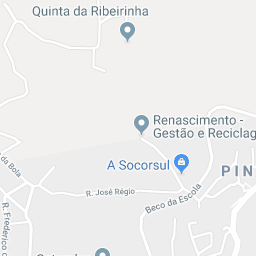 Quinta da Ribeirinha
Renascimento -
Gestão e Reciclag
A Socorsul
PIN
da Bola
R. José Régio
Beco da Escola
R. Frederico